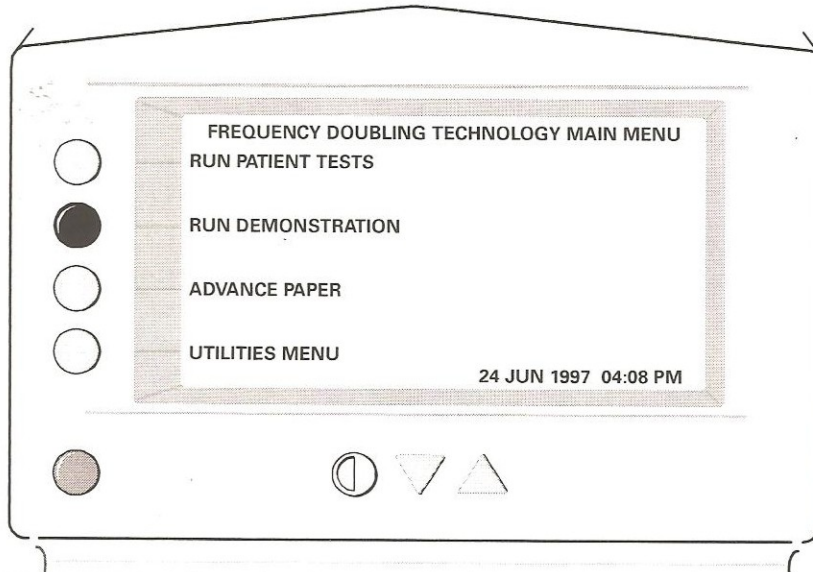 FREQUENCY DOUBLING TECHNOLOGY MAIN MENU
RUN PATIENT TESTS
RUN DEMONSTRATION
ADVANCE PAPER
UTILITIES MENU
24 JUN 1997 04:08 PM